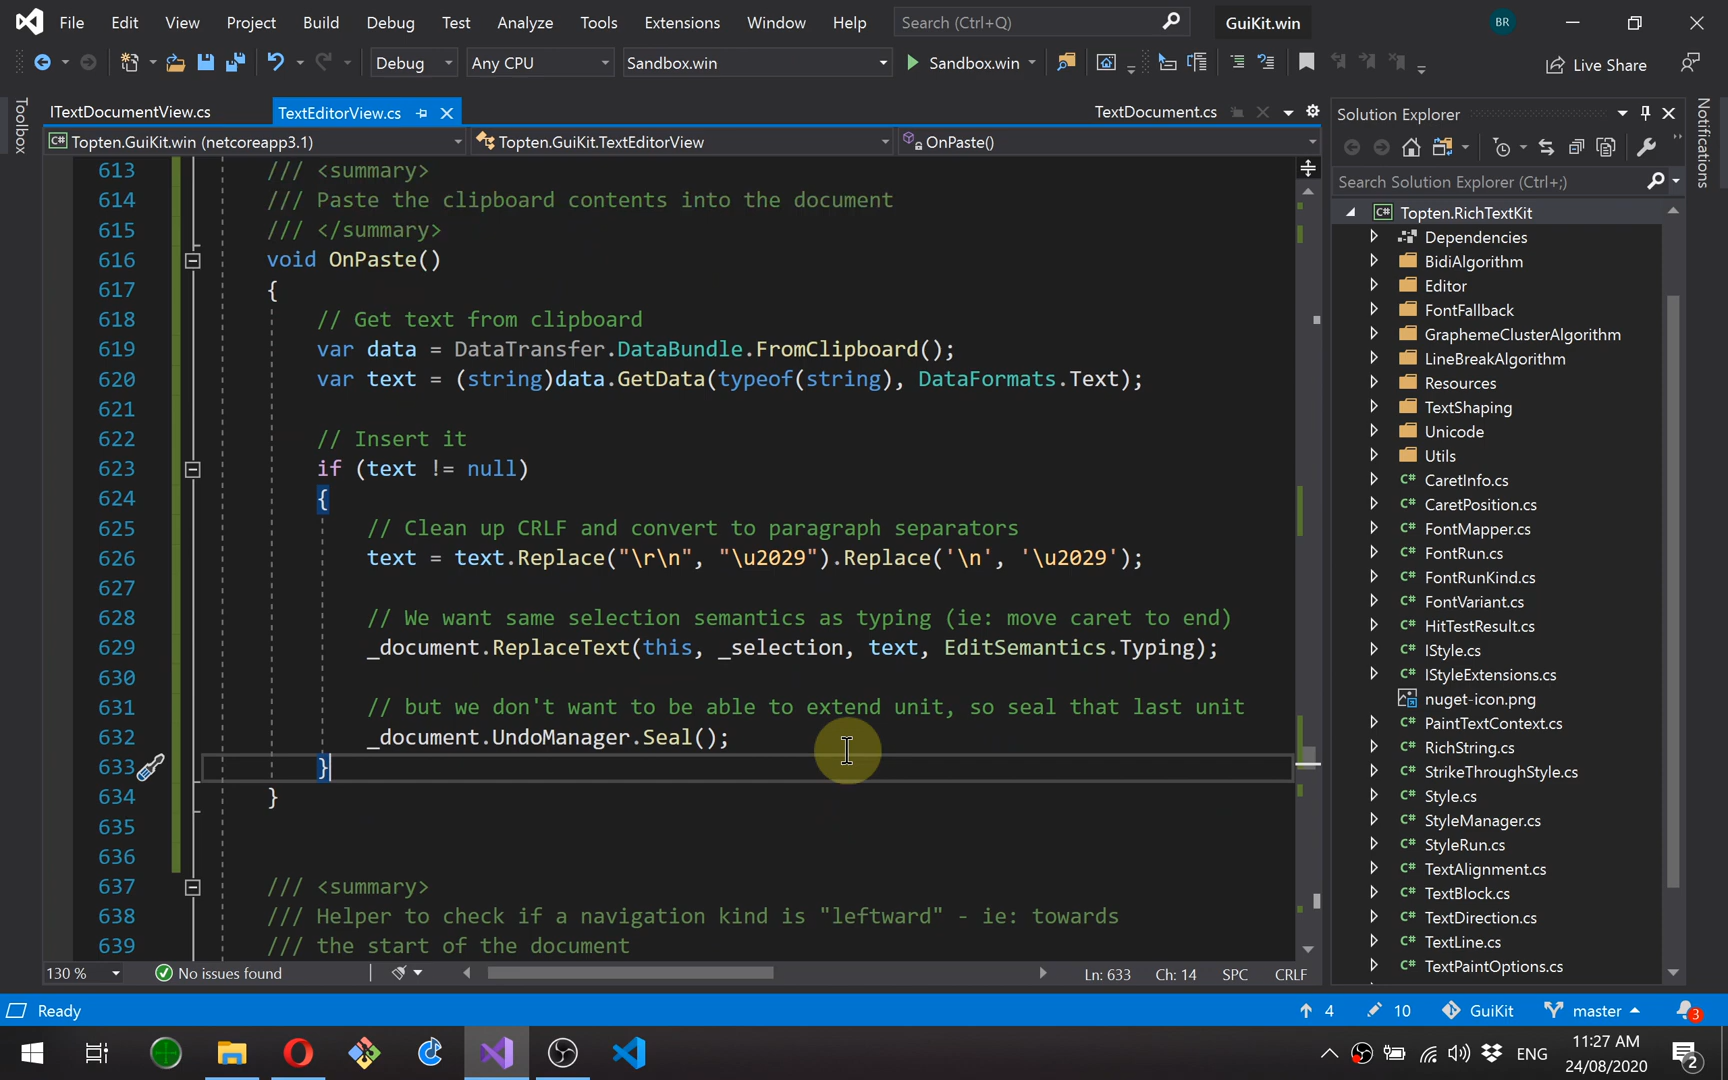 File Edit View Project Build Debug Test Analyze Tools Extensions Window Help Search (Ctrl+Q) GuiKit.win BR
Debug Any CPU Sandbox.win Sandbox.win Live Share
Toolbox
ITextDocumentView.cs TextEditorView.cs TextDocument.cs
Topten.GuiKit.win (netcoreapp3.1) Topten.GuiKit.TextEditorView OnPaste()
613 /// <summary>
614 /// Paste the clipboard contents into the document
615 /// </summary>
616 void OnPaste()
617 {
618 // Get text from clipboard
619 var data = DataTransfer.DataBundle.FromClipboard();
620 var text = (string)data.GetData(typeof(string), DataFormats.Text);
621
622 // Insert it
623 if (text != null)
624 {
625 // Clean up CRLF and convert to paragraph separators
626 text = text.Replace("\r\n", "\u2029").Replace('\n', '\u2029');
627
628 // We want same selection semantics as typing (ie: move caret to end)
629 _document.ReplaceText(this, _selection, text, EditSemantics.Typing);
630
631 // but we don't want to be able to extend unit, so seal that last unit
632 _document.UndoManager.Seal();
633 }
634 }
635
636
637 /// <summary>
638 /// Helper to check if a navigation kind is "leftward" - ie: towards
639 /// the start of the document
130 % No issues found Ln: 633 Ch: 14 SPC CRLF
Solution Explorer
Search Solution Explorer (Ctrl+;)
C# Topten.RichTextKit
Dependencies
BidiAlgorithm
Editor
FontFallback
GraphemeClusterAlgorithm
LineBreakAlgorithm
Resources
TextShaping
Unicode
Utils
C# CaretInfo.cs
C# CaretPosition.cs
C# FontMapper.cs
C# FontRun.cs
C# FontRunKind.cs
C# FontVariant.cs
C# HitTestResult.cs
C# IStyle.cs
C# IStyleExtensions.cs
nuget-icon.png
C# PaintTextContext.cs
C# RichString.cs
C# StrikeThroughStyle.cs
C# Style.cs
C# StyleManager.cs
C# StyleRun.cs
C# TextAlignment.cs
C# TextBlock.cs
C# TextDirection.cs
C# TextLine.cs
C# TextPaintOptions.cs
Notifications
Ready 4 10 GuiKit master 3
ENG 11:27 AM
24/08/2020 2